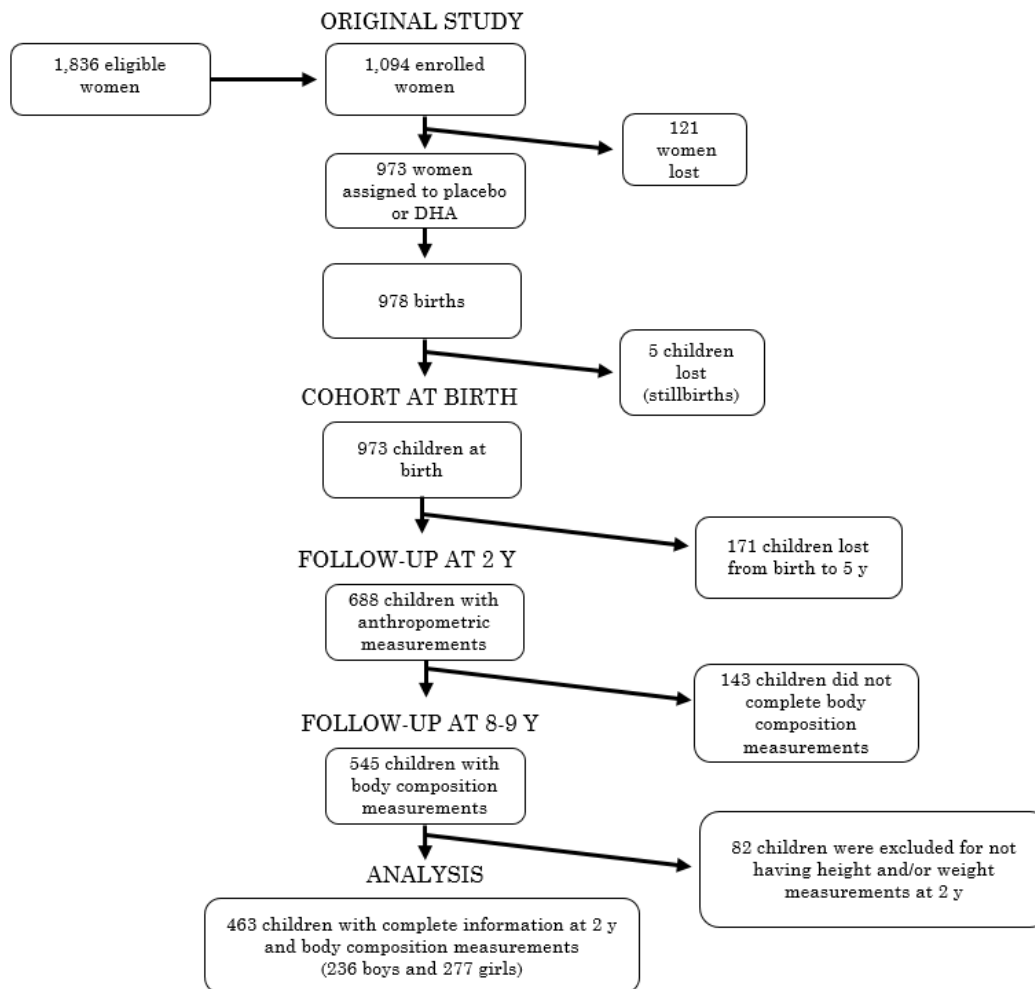 ORIGINAL STUDY
1,836 eligible
women
1,094 enrolled
women
121
women
lost
973 women
assigned to placebo
or DHA
978 births
5 children
lost
(stillbirths)
COHORT AT BIRTH
973 children at
birth
171 children lost
from birth to 5 y
FOLLOW-UP AT 2 Y
688 children with
anthropometric
measurements
143 children did not
complete body
composition
measurements
FOLLOW-UP AT 8-9 Y
545 children with
body composition
measurements
82 children were excluded for not
having height and/or weight
measurements at 2 y
ANALYSIS
463 children with complete information at 2 y
and body composition measurements
(236 boys and 277 girls)